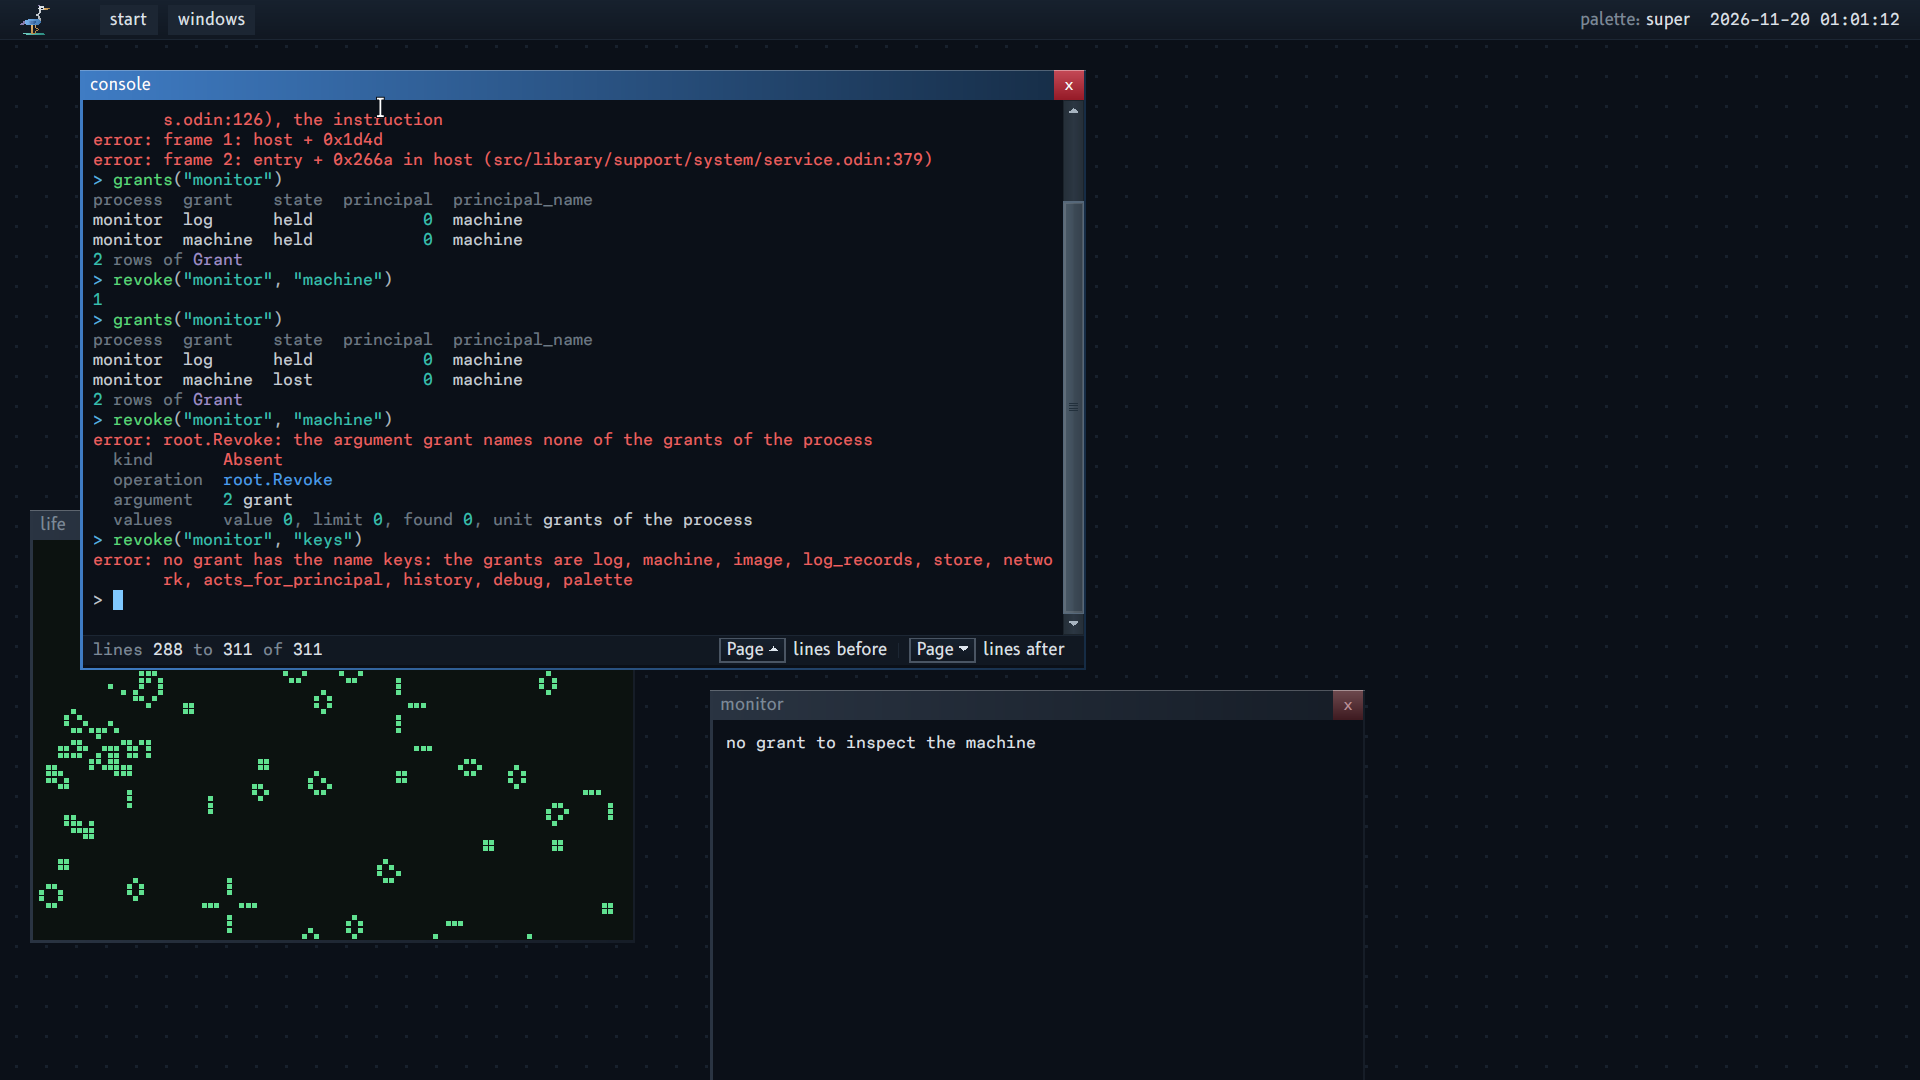 start windows palette: super 2026-11-20 01:01:12
console x
s.odin:126), the instruction
error: frame 1: host + 0x1d4d
error: frame 2: entry + 0x266a in host (src/library/support/system/service.odin:379)
> grants("monitor")
process grant state principal principal_name
monitor log held 0 machine
monitor machine held 0 machine
2 rows of Grant
> revoke("monitor", "machine")
1
> grants("monitor")
process grant state principal principal_name
monitor log held 0 machine
monitor machine lost 0 machine
2 rows of Grant
> revoke("monitor", "machine")
error: root.Revoke: the argument grant names none of the grants of the process
kind Absent
operation root.Revoke
argument 2 grant
values value 0, limit 0, found 0, unit grants of the process
> revoke("monitor", "keys")
error: no grant has the name keys: the grants are log, machine, image, log_records, store, netwo
rk, acts_for_principal, history, debug, palette
>
lines 288 to 311 of 311 Page lines before Page lines after
life
monitor x
no grant to inspect the machine